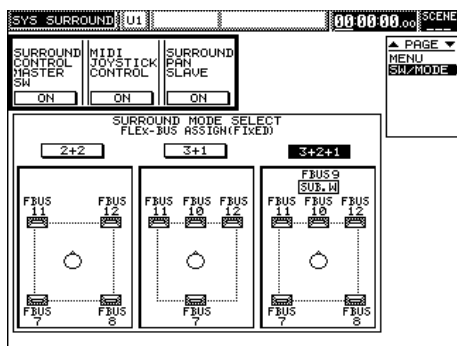 SYS SURROUND U1 00:00:00.00 SCENE
---
SURROUND CONTROL MASTER SW
ON
MIDI JOYSTICK CONTROL
ON
SURROUND PAN SLAVE
ON
▲ PAGE ▼
MENU
SW/MODE
SURROUND MODE SELECT
FLEX-BUS ASSIGN(FIXED)
2+2 3+1 3+2+1
FBUS 11 FBUS 12
FBUS 7 FBUS 8
FBUS 11 FBUS 10 FBUS 12
FBUS 7
FBUS9
SUB.W
FBUS 11 FBUS 10 FBUS 12
FBUS 7 FBUS 8